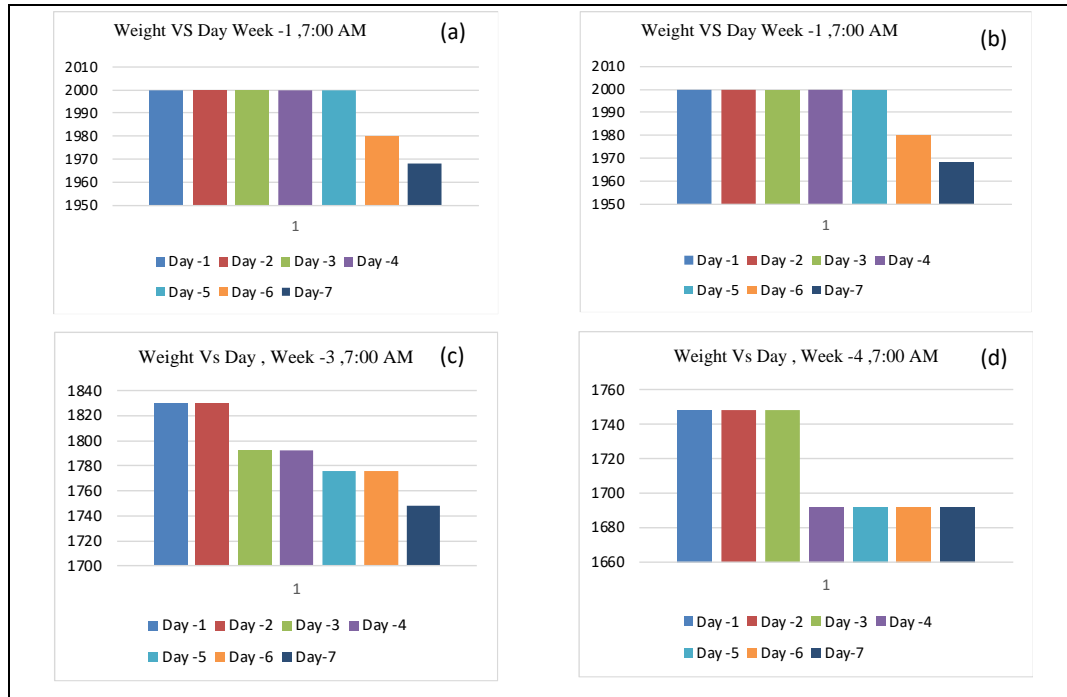 Weight VS Day Week -1 ,7:00 AM (a)
2010
2000
1990
1980
1970
1960
1950
1
Day -1 Day -2 Day -3 Day -4
Day -5 Day -6 Day-7
Weight VS Day Week -1 ,7:00 AM (b)
2010
2000
1990
1980
1970
1960
1950
1
Day -1 Day -2 Day -3 Day -4
Day -5 Day -6 Day-7
Weight Vs Day , Week -3 ,7:00 AM (c)
1840
1820
1800
1780
1760
1740
1720
1700
1
Day -1 Day -2 Day -3 Day -4
Day -5 Day -6 Day-7
Weight Vs Day , Week -4 ,7:00 AM (d)
1760
1740
1720
1700
1680
1660
1
Day -1 Day -2 Day -3 Day -4
Day -5 Day -6 Day-7